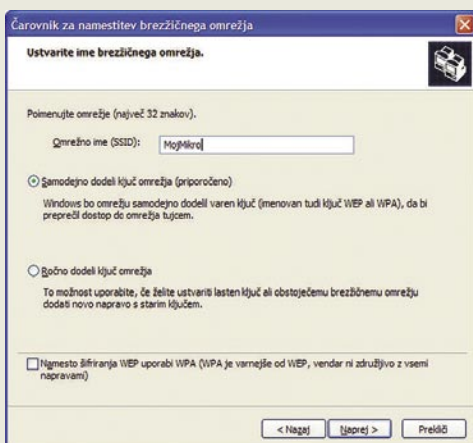 Čarovnik za namestitev brezžičnega omrežja
Ustvarite ime brezžičnega omrežja.
Poimenujte omrežje (največ 32 znakov).
Omrežno ime (SSID): MojMikro
Samodejno dodeli ključ omrežja (priporočeno)
Windows bo omrežju samodejno dodelil varen ključ (menovan tudi ključ WEP ali WPA), da bi
preprečil dostop do omrežja tujcem.
Ročno dodeli ključ omrežja
To možnost uporabite, če želite ustvariti lasten ključ ali obstoječemu brezžičnemu omrežju
dodati novo napravo s starim ključem.
Namesto šifriranja WEP uporabi WPA (WPA je varnejše od WEP, vendar ni združljivo z vsemi
napravami)
< Nazaj Naprej > Prekliči